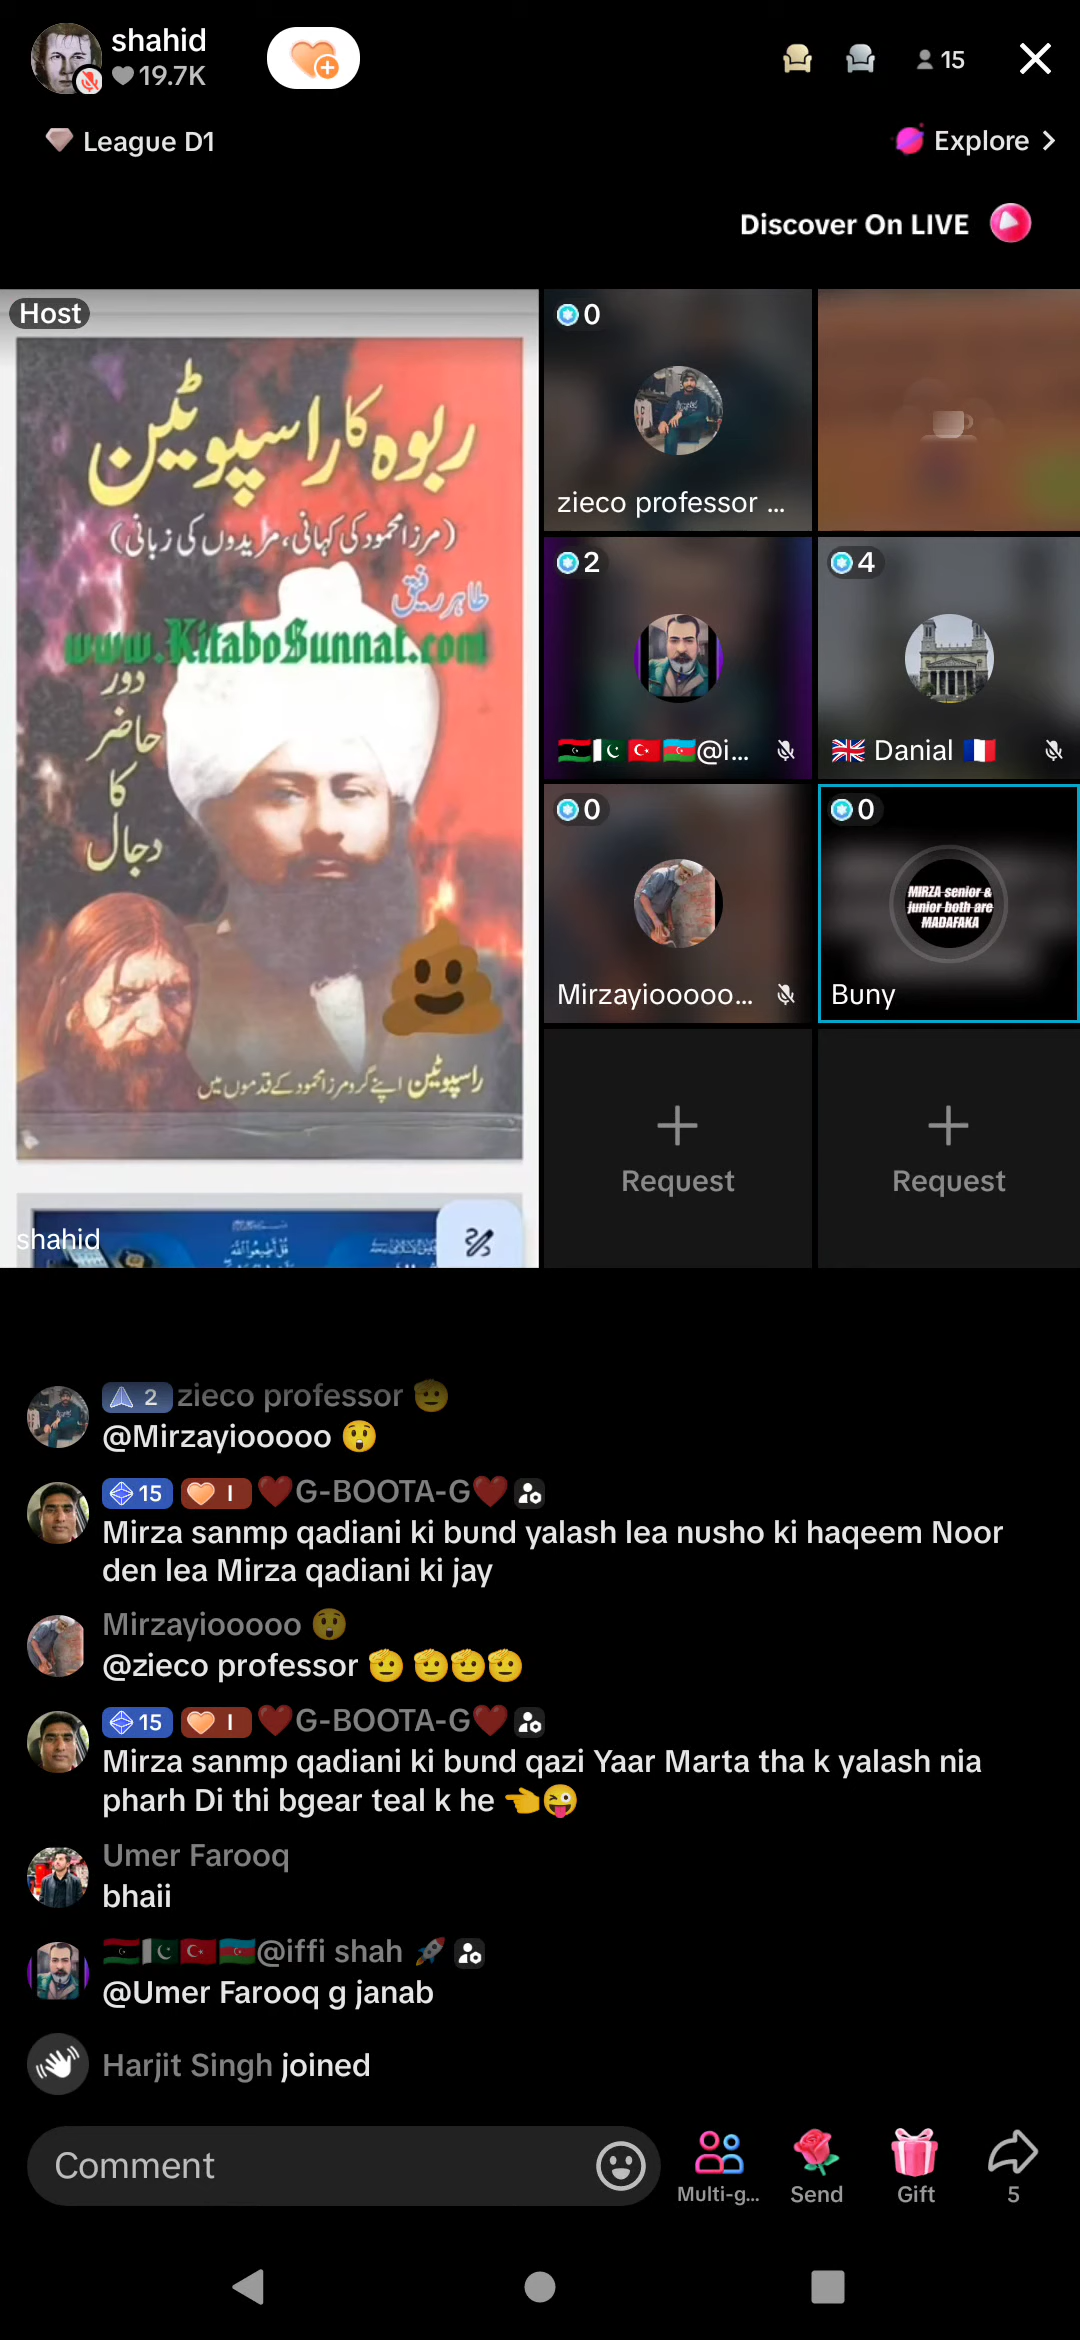 shahid
19.7K
15
League D1
Explore
Discover On LIVE
Host
ربوہ کا راسپوٹین
(مرزا محمود کی کہانی، مریدوں کی زبانی)
طاہر رفیق
www.KitaboSunnat.com
دور
حاضر
کا
دجال
راسپوٹین اپنے گرو مرزا محمود کے قدموں میں
shahid
قُلْ أَطِيعُوا اللّٰهَ
0
zieco professor ...
2
@i...
4
🇬🇧 Danial 🇫🇷
0
Mirzayiooooo...
0
MIRZA senior &
junior both are
MADAFAKA
Buny
Request
Request
2 zieco professor 🫡
@Mirzayiooooo 😲
15 I ❤️G-BOOTA-G❤️
Mirza sanmp qadiani ki bund yalash lea nusho ki haqeem Noor
den lea Mirza qadiani ki jay
Mirzayiooooo 😲
@zieco professor 🫡 🫡🫡🫡
15 I ❤️G-BOOTA-G❤️
Mirza sanmp qadiani ki bund qazi Yaar Marta tha k yalash nia
pharh Di thi bgear teal k he 👈😜
Umer Farooq
bhaii
@iffi shah 🚀
@Umer Farooq g janab
Harjit Singh joined
Comment
Multi-g...
Send
Gift
5